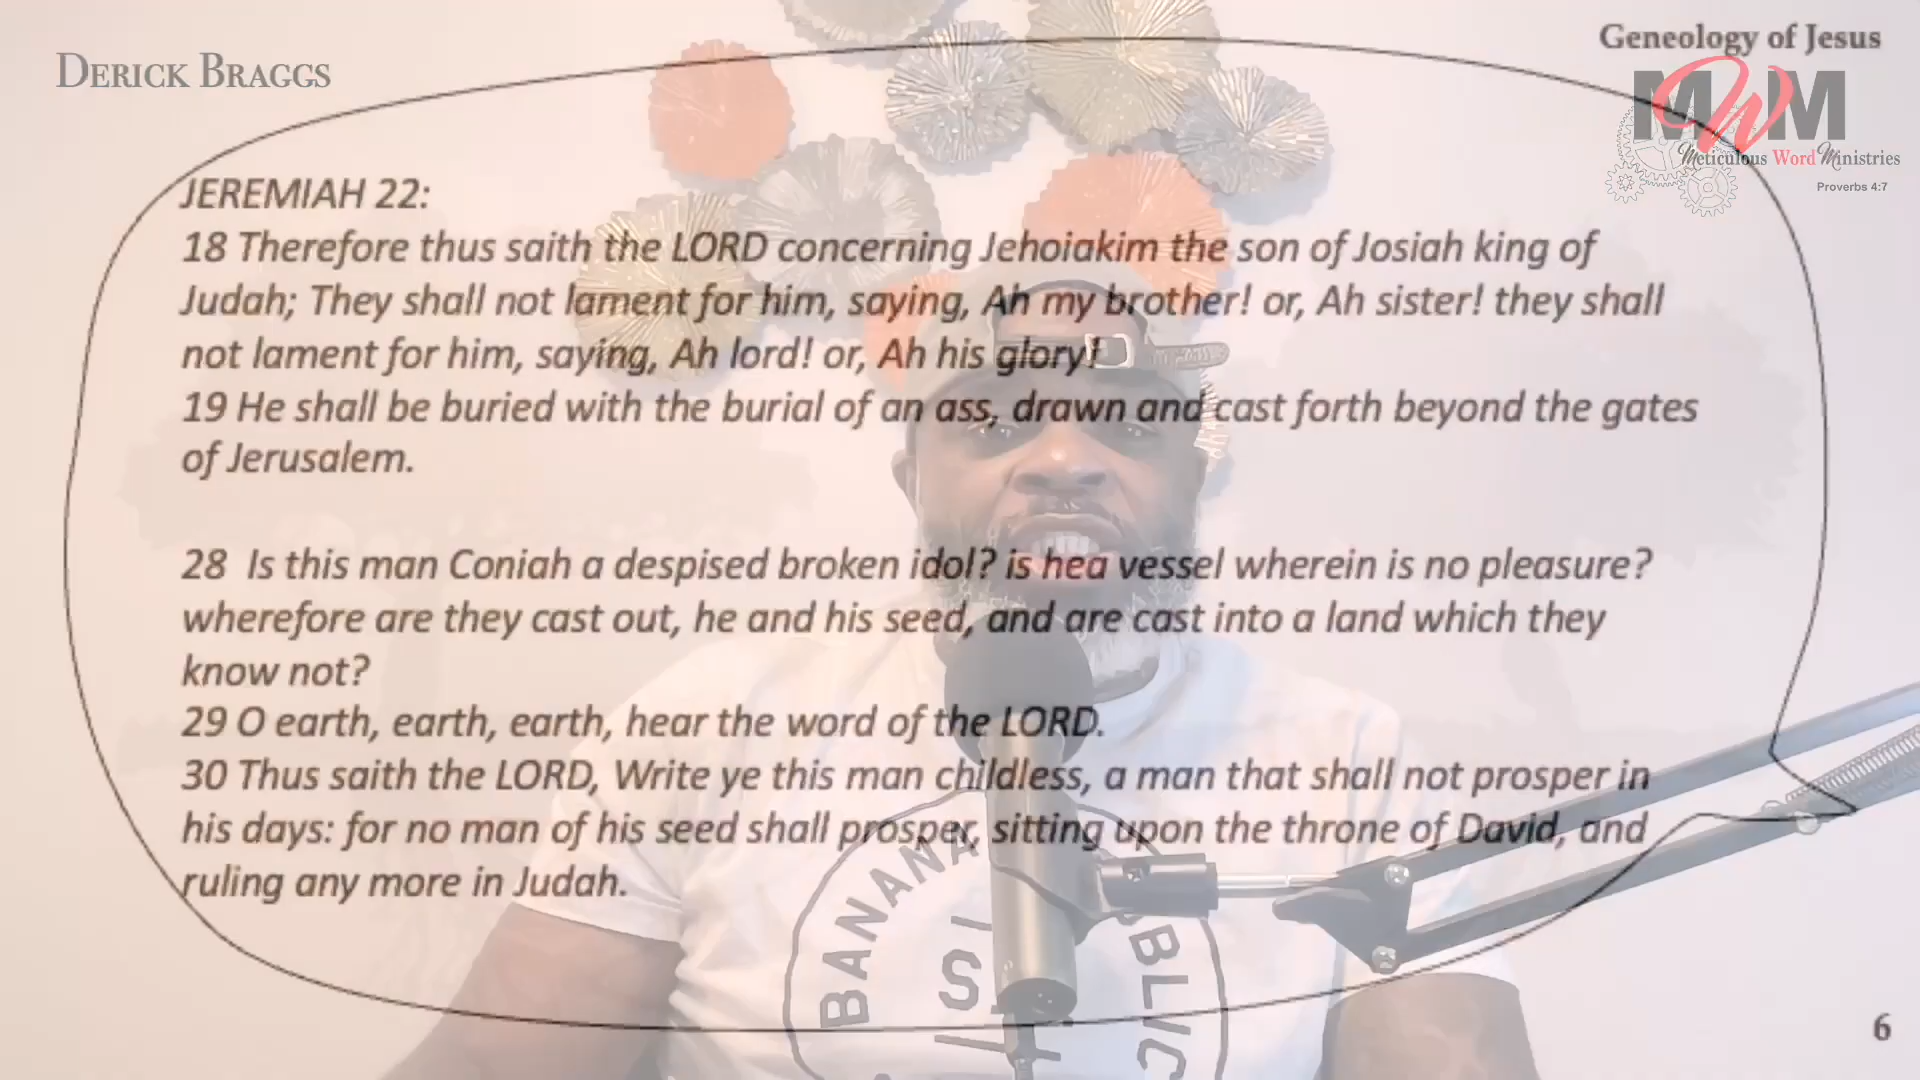 DERICK BRAGGS
Geneology of Jesus
MWM
Meticulous Word Ministries
Proverbs 4:7
JEREMIAH 22:
18 Therefore thus saith the LORD concerning Jehoiakim the son of Josiah king of
Judah; They shall not lament for him, saying, Ah my brother! or, Ah sister! they shall
not lament for him, saying, Ah lord! or, Ah his glory!
19 He shall be buried with the burial of an ass, drawn and cast forth beyond the gates
of Jerusalem.
28 Is this man Coniah a despised broken idol? is hea vessel wherein is no pleasure?
wherefore are they cast out, he and his seed, and are cast into a land which they
know not?
29 O earth, earth, earth, hear the word of the LORD.
30 Thus saith the LORD, Write ye this man childless, a man that shall not prosper in
his days: for no man of his seed shall prosper, sitting upon the throne of David, and
ruling any more in Judah.
BANANA
6